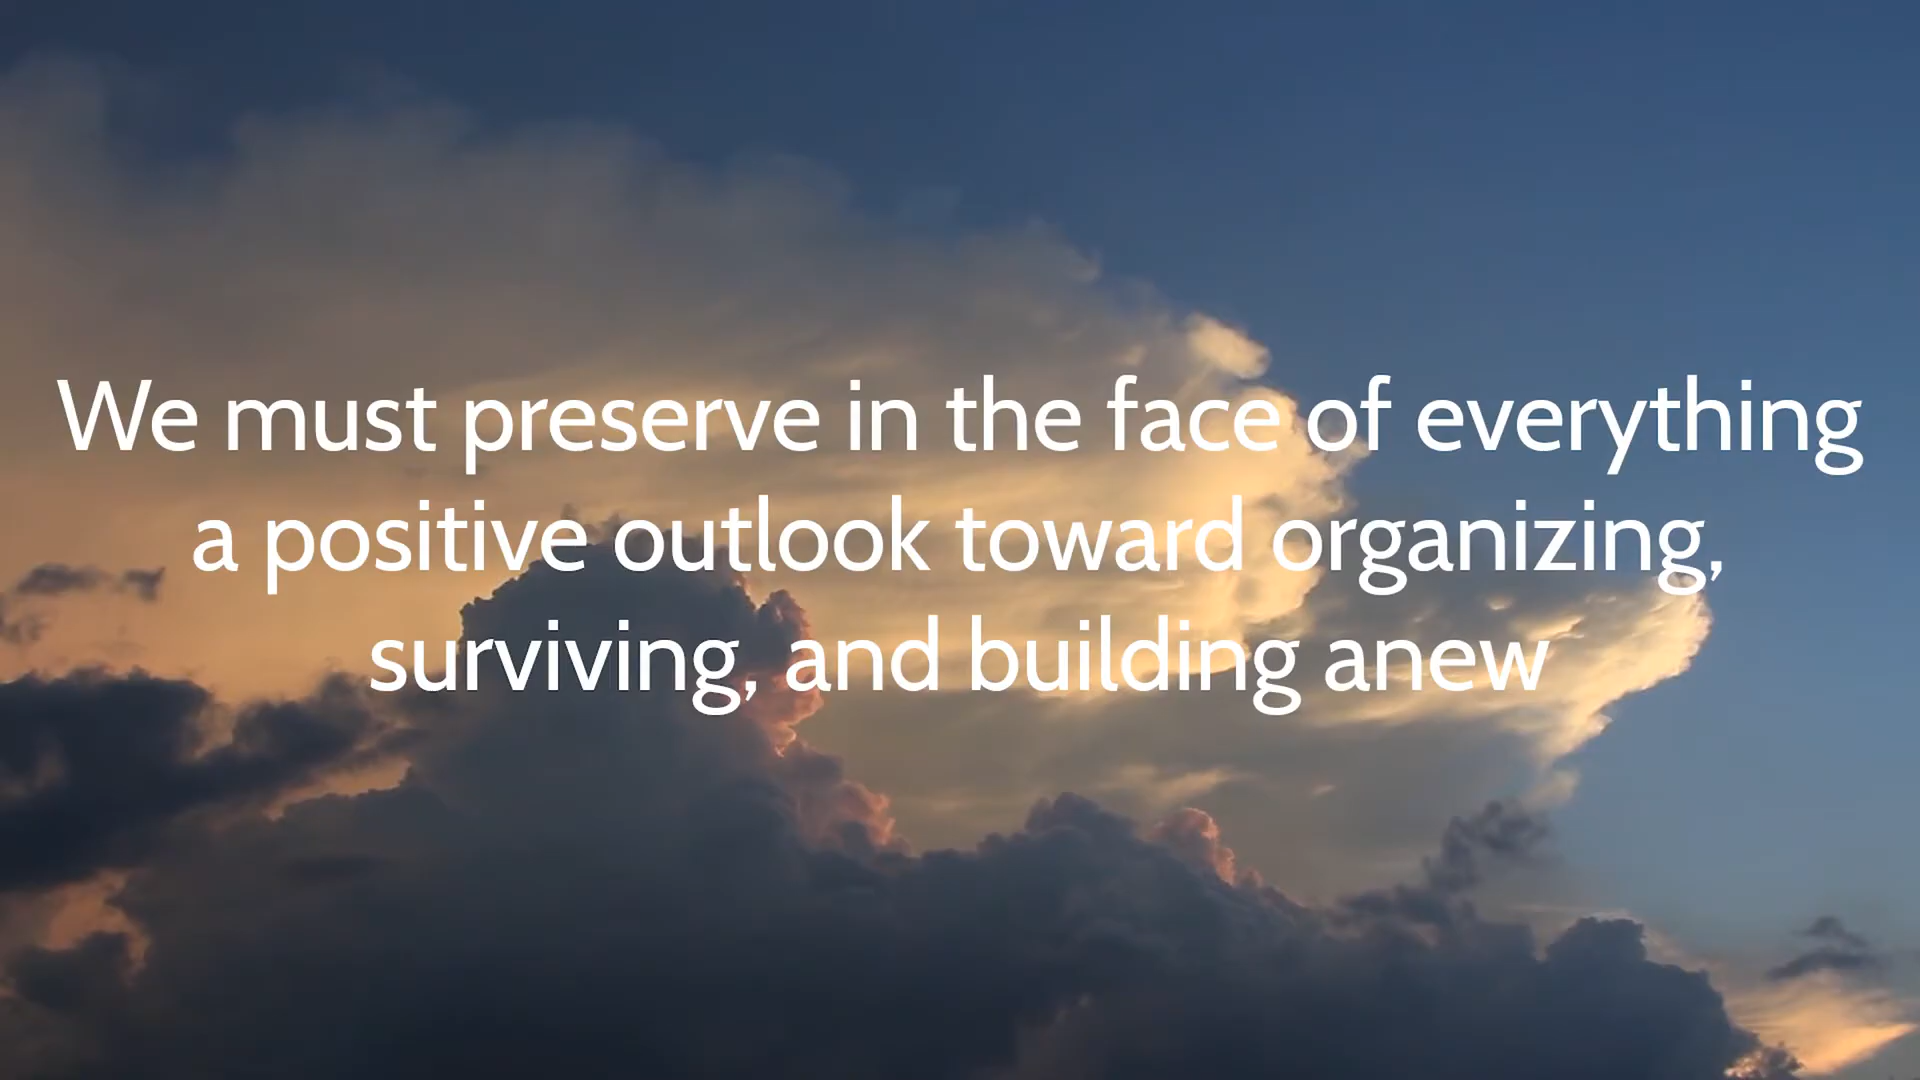 We must preserve in the face of everything
a positive outlook toward organizing,
surviving, and building anew